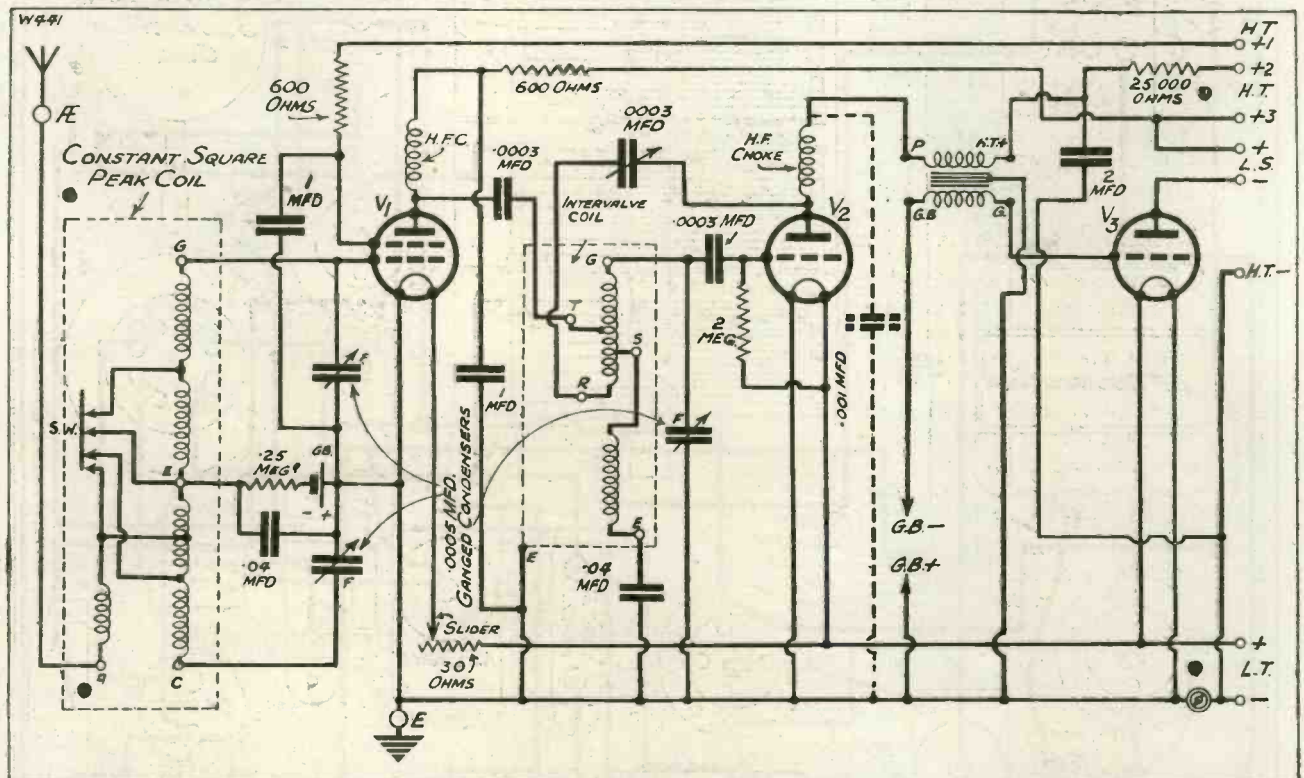 W441
Æ
CONSTANT SQUARE
PEAK COIL
G
S.W.
E
a
C
600
OHMS
1
MFD
.25
MEGᴬ
GB.
- +
.04
MFD
F
F
V1
H.F.C
600 OHMS
.0003
MFD
1
MFD
.0005 MFD.
GANGED CONDENSERS
SLIDER
30
OHMS
E
E
.0003
MFD
INTERVALVE
COIL
G
T
S
R
E
.04
MFD
.0003 MFD
F
2
MEG.
H.F.
CHOKE
V2
.001 MFD
P
H.T.+
G.B
G.
G.B.-
G.B.+
2
MFD
V3
25 000
OHMS
H.T.
+1
+2
H.T.
+3
+
L.S.
-
H.T.-
+
L.T.
-